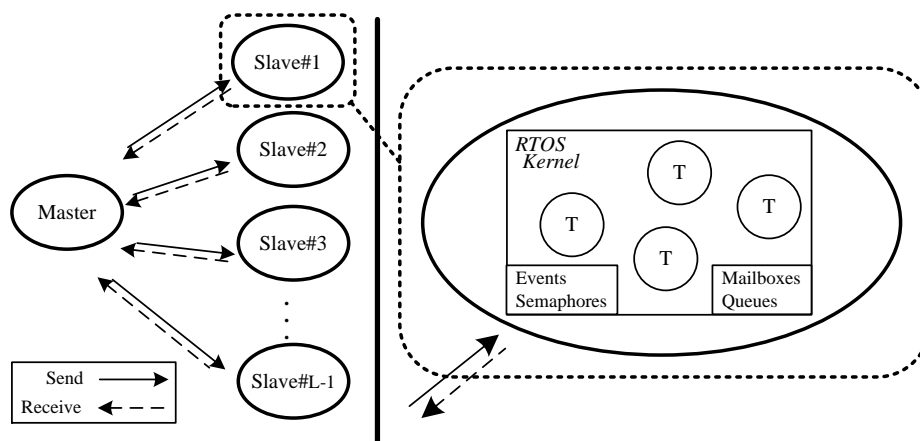 Slave#1
Slave#2
Master
Slave#3
Slave#L-1
Send
Receive
RTOS
Kernel
T
T
T
T
Events
Semaphores
Mailboxes
Queues